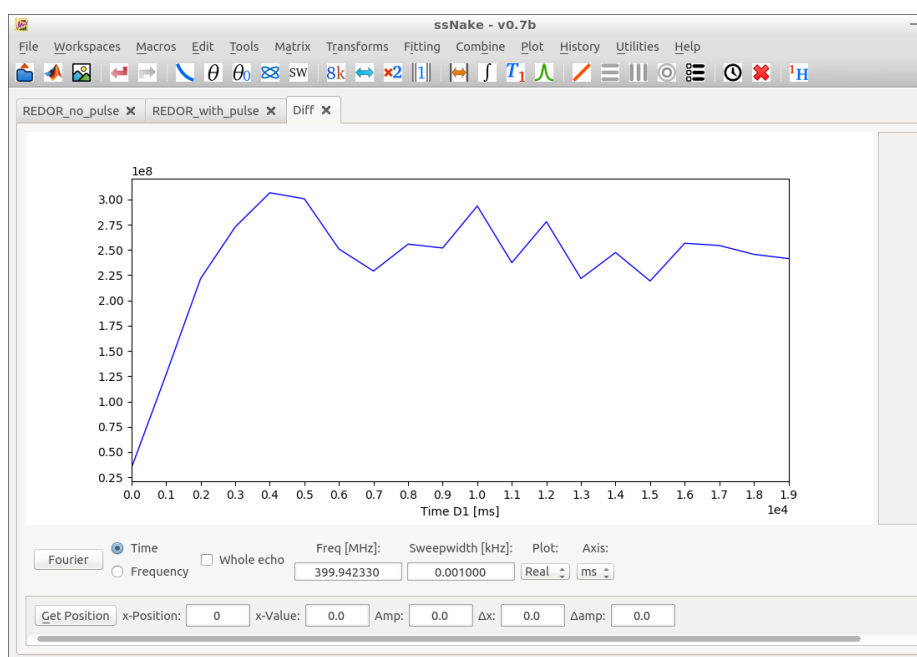 ssNake - v0.7b
File Workspaces Macros Edit Tools Matrix Transforms Fitting Combine Plot History Utilities Help
θ θ0 SW 8k ×2 ||1|| ∫ T1 1H
REDOR_no_pulse REDOR_with_pulse Diff
1e8
3.00
2.75
2.50
2.25
2.00
1.75
1.50
1.25
1.00
0.75
0.50
0.25
0.0 0.1 0.2 0.3 0.4 0.5 0.6 0.7 0.8 0.9 1.0 1.1 1.2 1.3 1.4 1.5 1.6 1.7 1.8 1.9
Time D1 [ms] 1e4
Fourier Time Frequency Whole echo
Freq [MHz]: Sweepwidth [kHz]: Plot: Axis:
399.942330 0.001000 Real ms
Get Position x-Position: 0 x-Value: 0.0 Amp: 0.0 Δx: 0.0 Δamp: 0.0